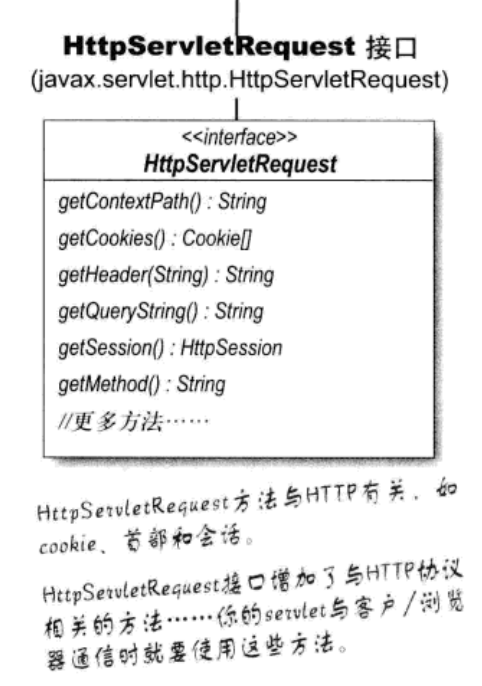 HttpServletRequest 接口
(javax.servlet.http.HttpServletRequest)
<<interface>>
HttpServletRequest
getContextPath() : String
getCookies() : Cookie[]
getHeader(String) : String
getQueryString() : String
getSession() : HttpSession
getMethod() : String
//更多方法……
HttpServletRequest方法与HTTP有关，如
cookie、首部和会话。
HttpServletRequest接口增加了与HTTP协议
相关的方法……你的servlet与客户/浏览
器通信时就要使用这些方法。